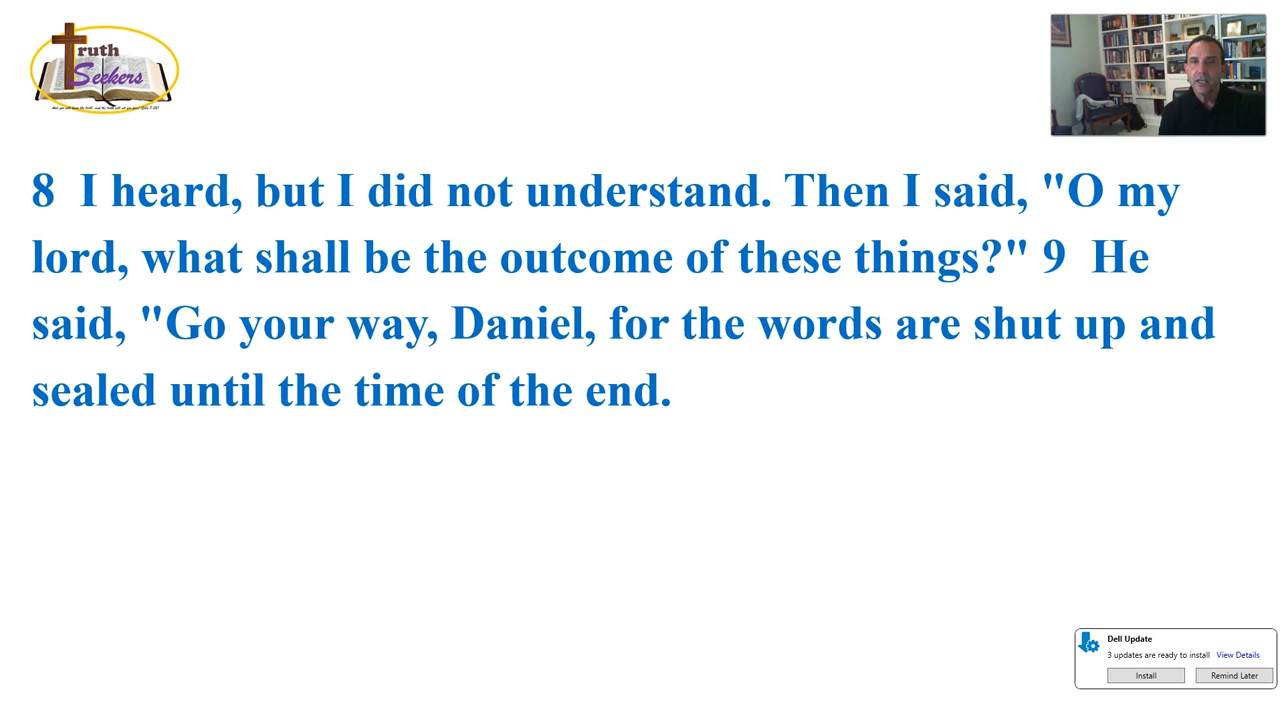 Truth
Seekers
8 I heard, but I did not understand. Then I said, "O my
lord, what shall be the outcome of these things?" 9 He
said, "Go your way, Daniel, for the words are shut up and
sealed until the time of the end.
Dell Update
3 updates are ready to install View Details
Install Remind Later